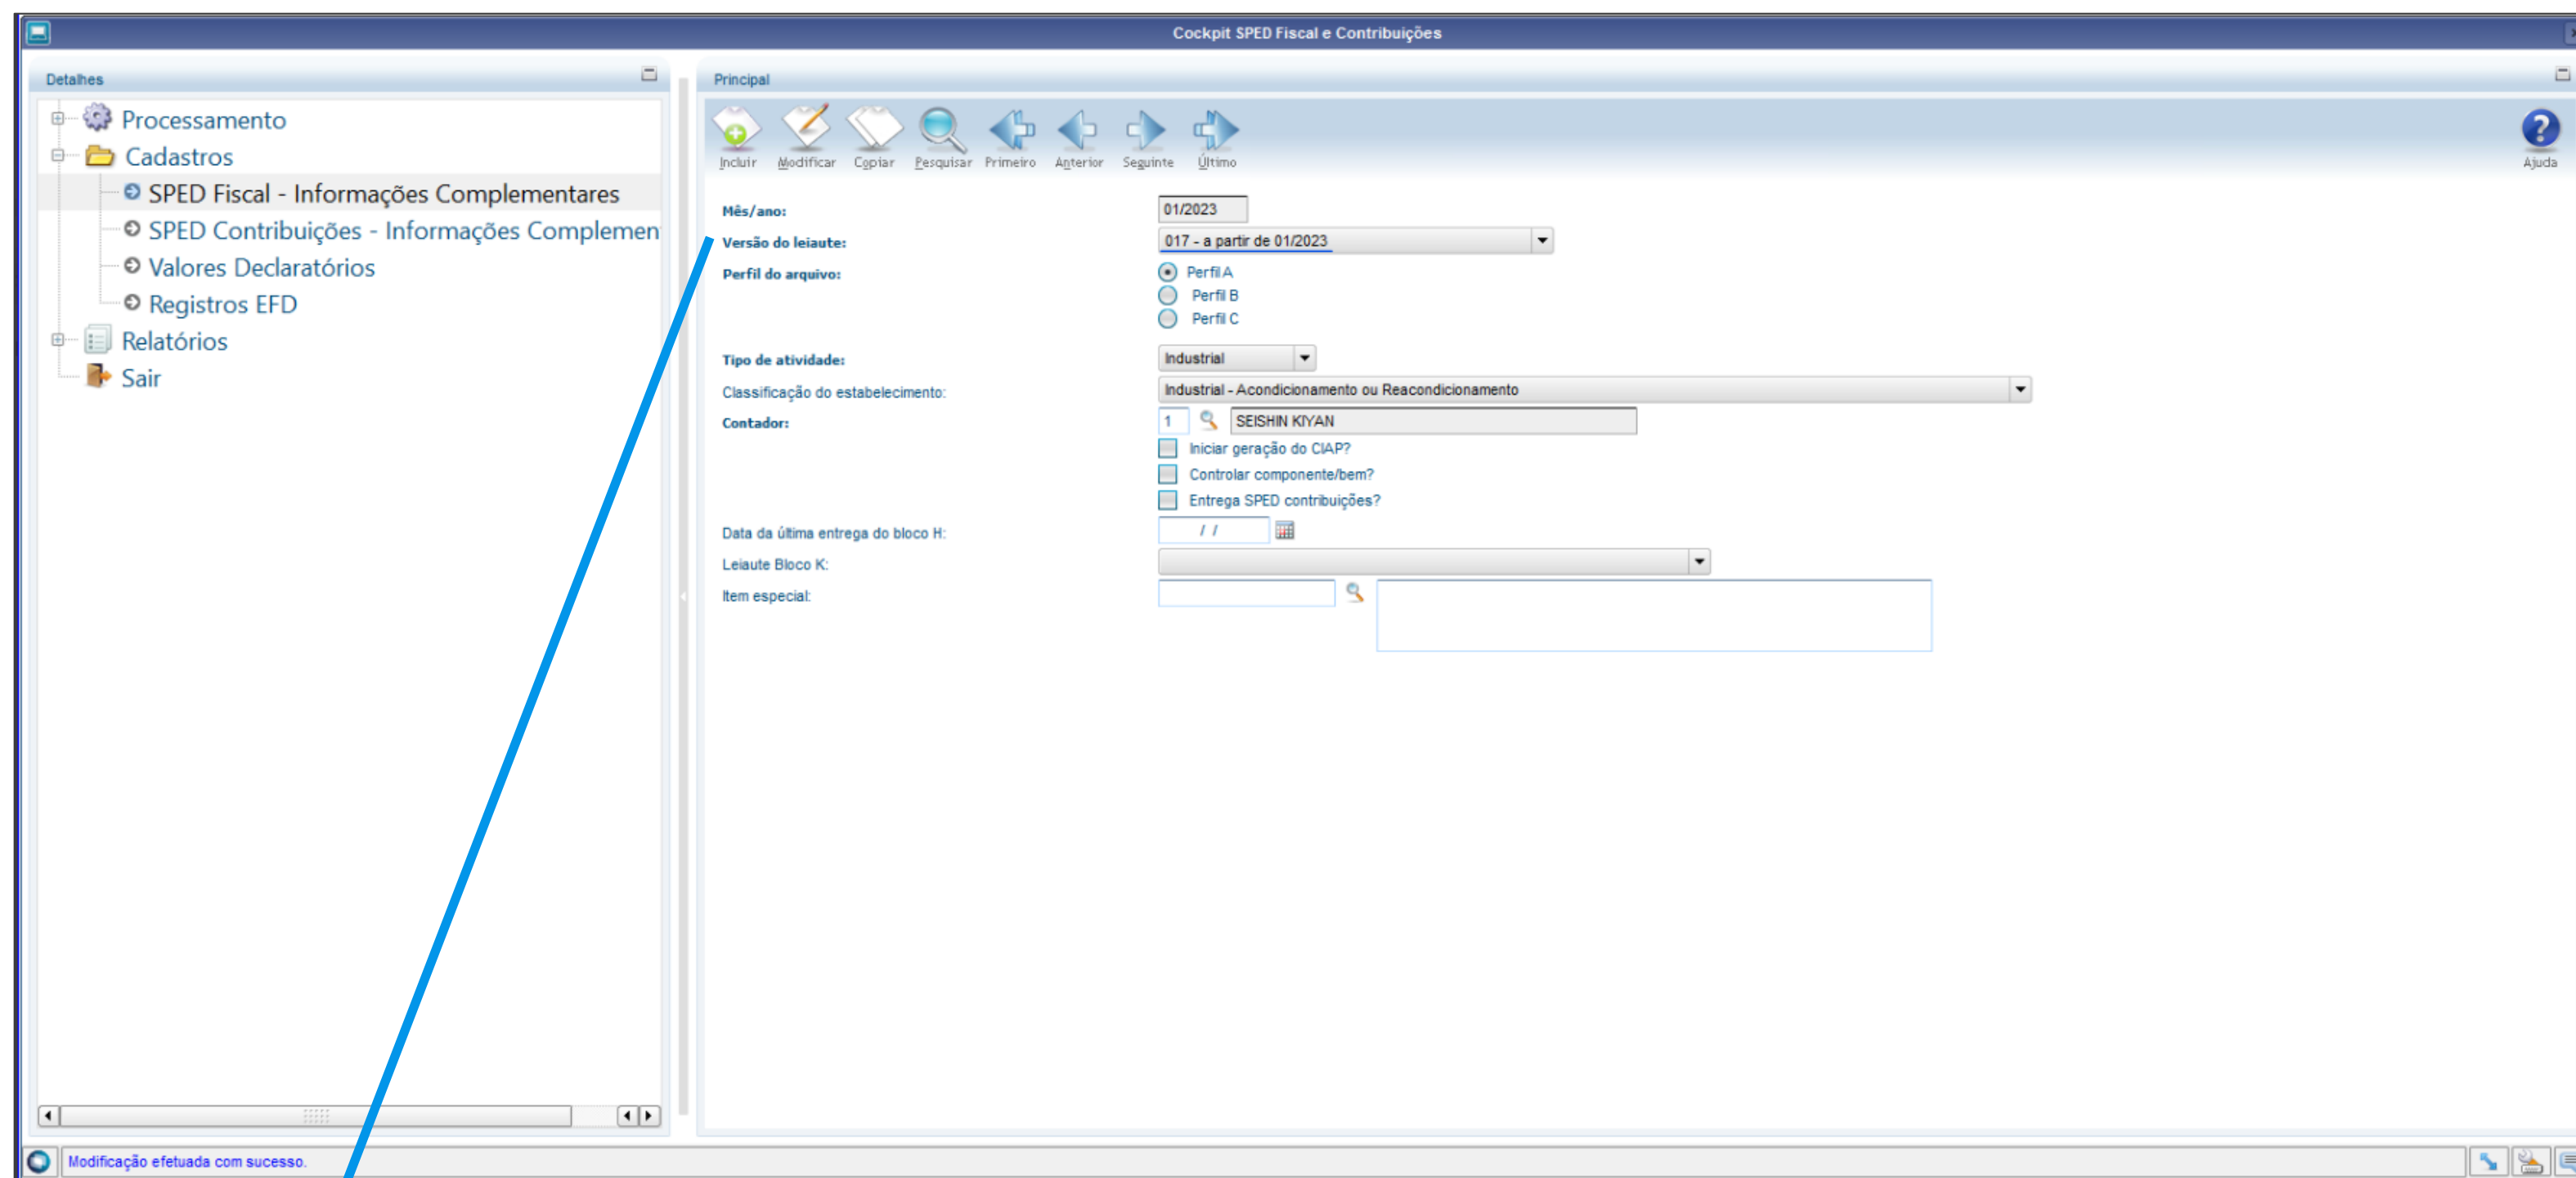 Cockpit SPED Fiscal e Contribuições
Detalhes
Processamento
Cadastros
SPED Fiscal - Informações Complementares
SPED Contribuições - Informações Complemen
Valores Declaratórios
Registros EFD
Relatórios
Sair
Principal
Incluir Modificar Copiar Pesquisar Primeiro Anterior Seguinte Último
Ajuda
Mês/ano: 01/2023
Versão do leiaute: 017 - a partir de 01/2023
Perfil do arquivo: Perfil A
Perfil B
Perfil C
Tipo de atividade: Industrial
Classificação do estabelecimento: Industrial - Acondicionamento ou Reacondicionamento
Contador: 1 SEISHIN KIYAN
Iniciar geração do CIAP?
Controlar componente/bem?
Entrega SPED contribuições?
Data da última entrega do bloco H: / /
Leiaute Bloco K:
Item especial:
Modificação efetuada com sucesso.